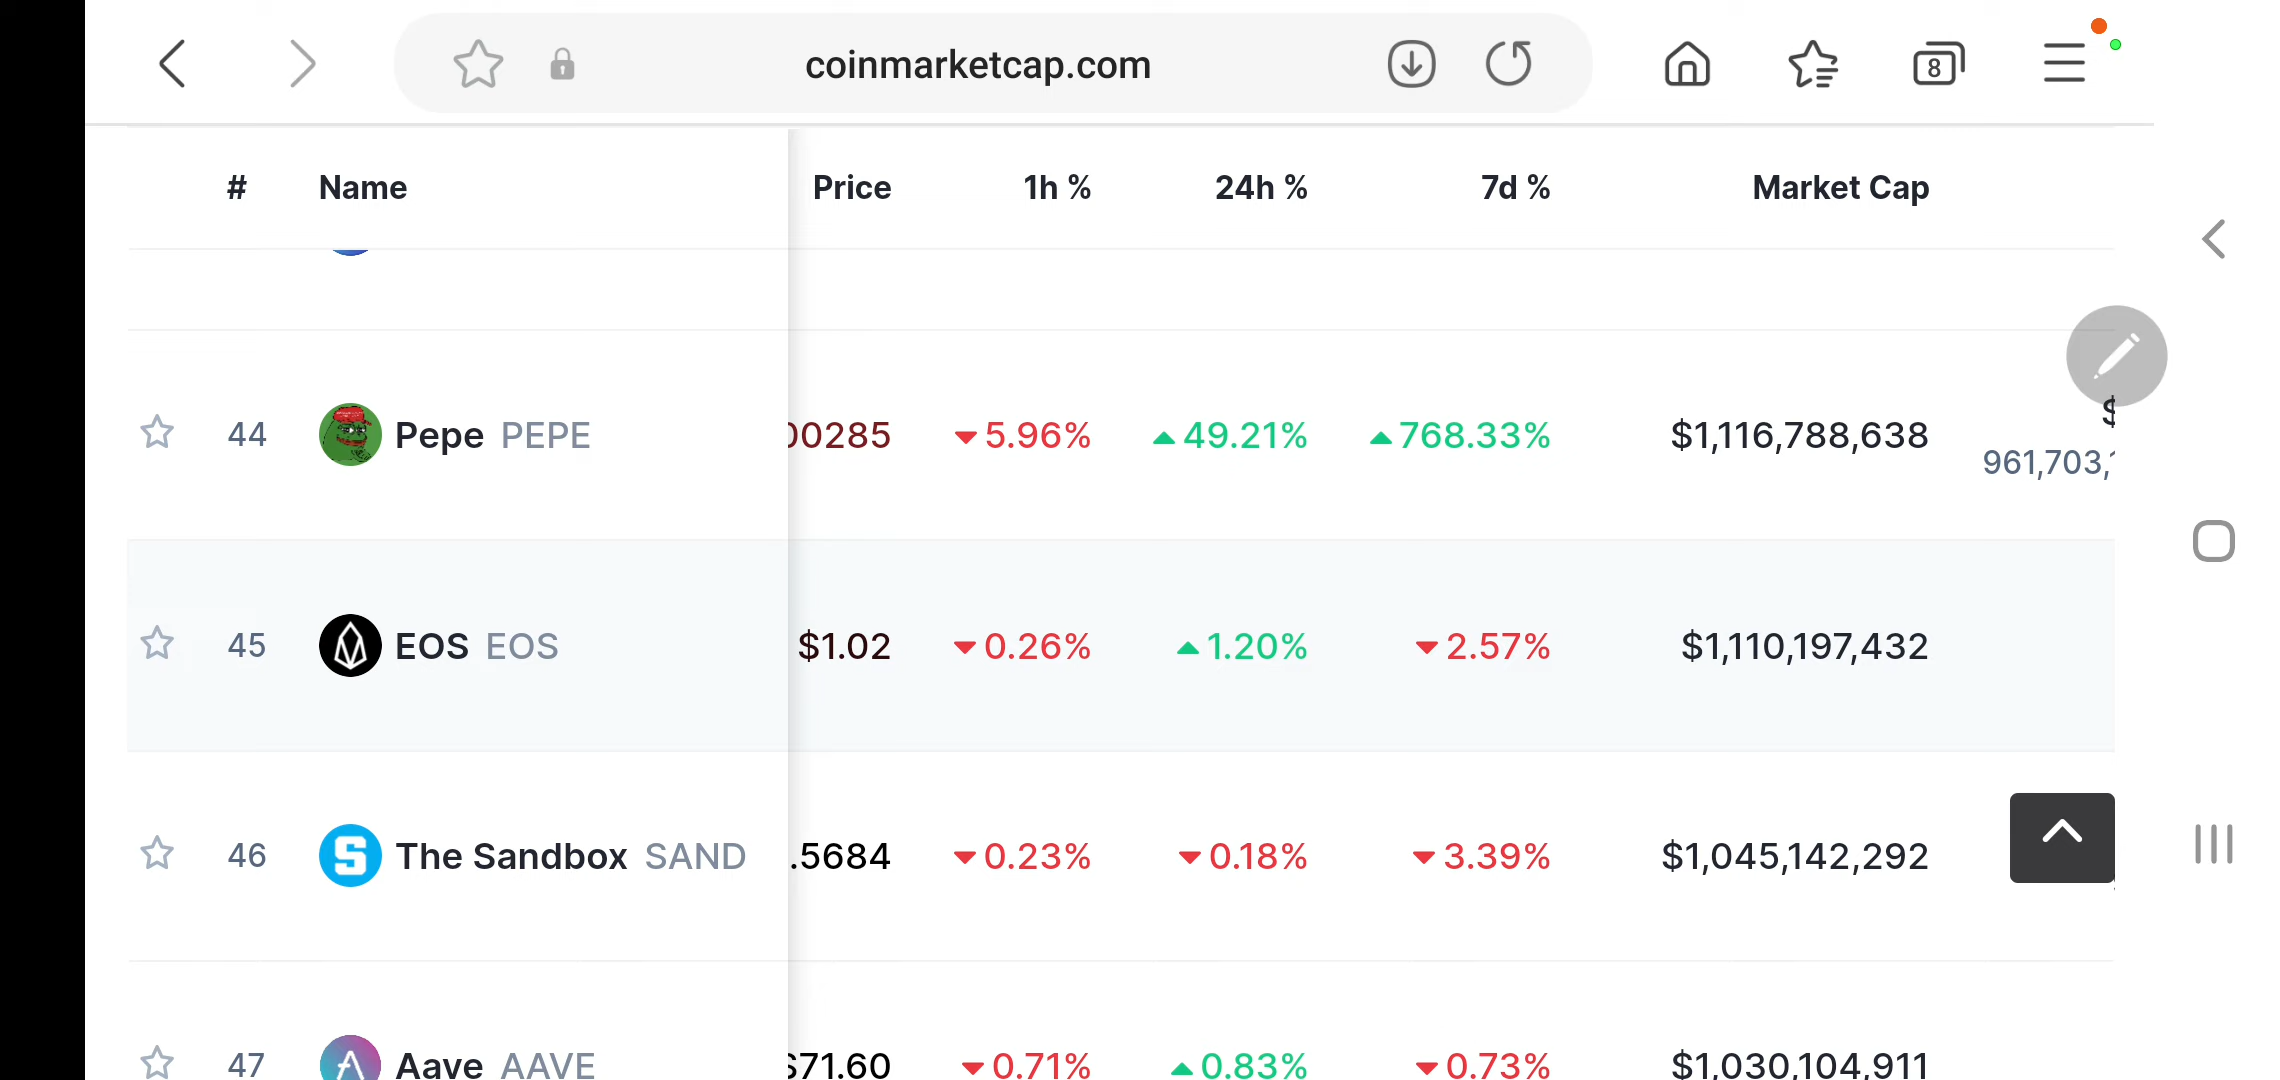 coinmarketcap.com
8
# Name Price 1h % 24h % 7d % Market Cap
44 Pepe PEPE 00285 5.96% 49.21% 768.33% $1,116,788,638 $
961,703,
45 EOS EOS $1.02 0.26% 1.20% 2.57% $1,110,197,432
46 The Sandbox SAND .5684 0.23% 0.18% 3.39% $1,045,142,292
47 Aave AAVE $71.60 0.71% 0.83% 0.73% $1,030,104,911